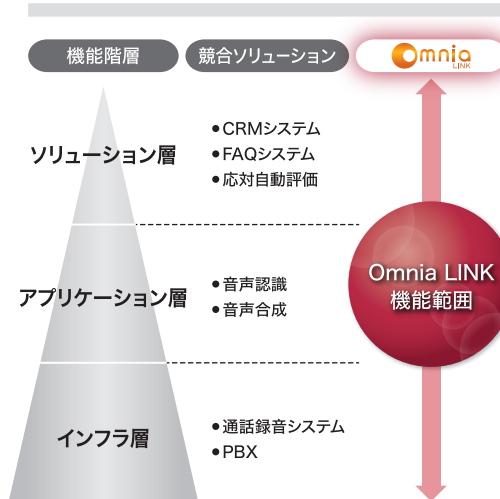 機能階層
競合ソリューション
Omnia
LINK
ソリューション層
●CRMシステム
●FAQシステム
●応対自動評価
アプリケーション層
●音声認識
●音声合成
Omnia LINK
機能範囲
インフラ層
●通話録音システム
●PBX